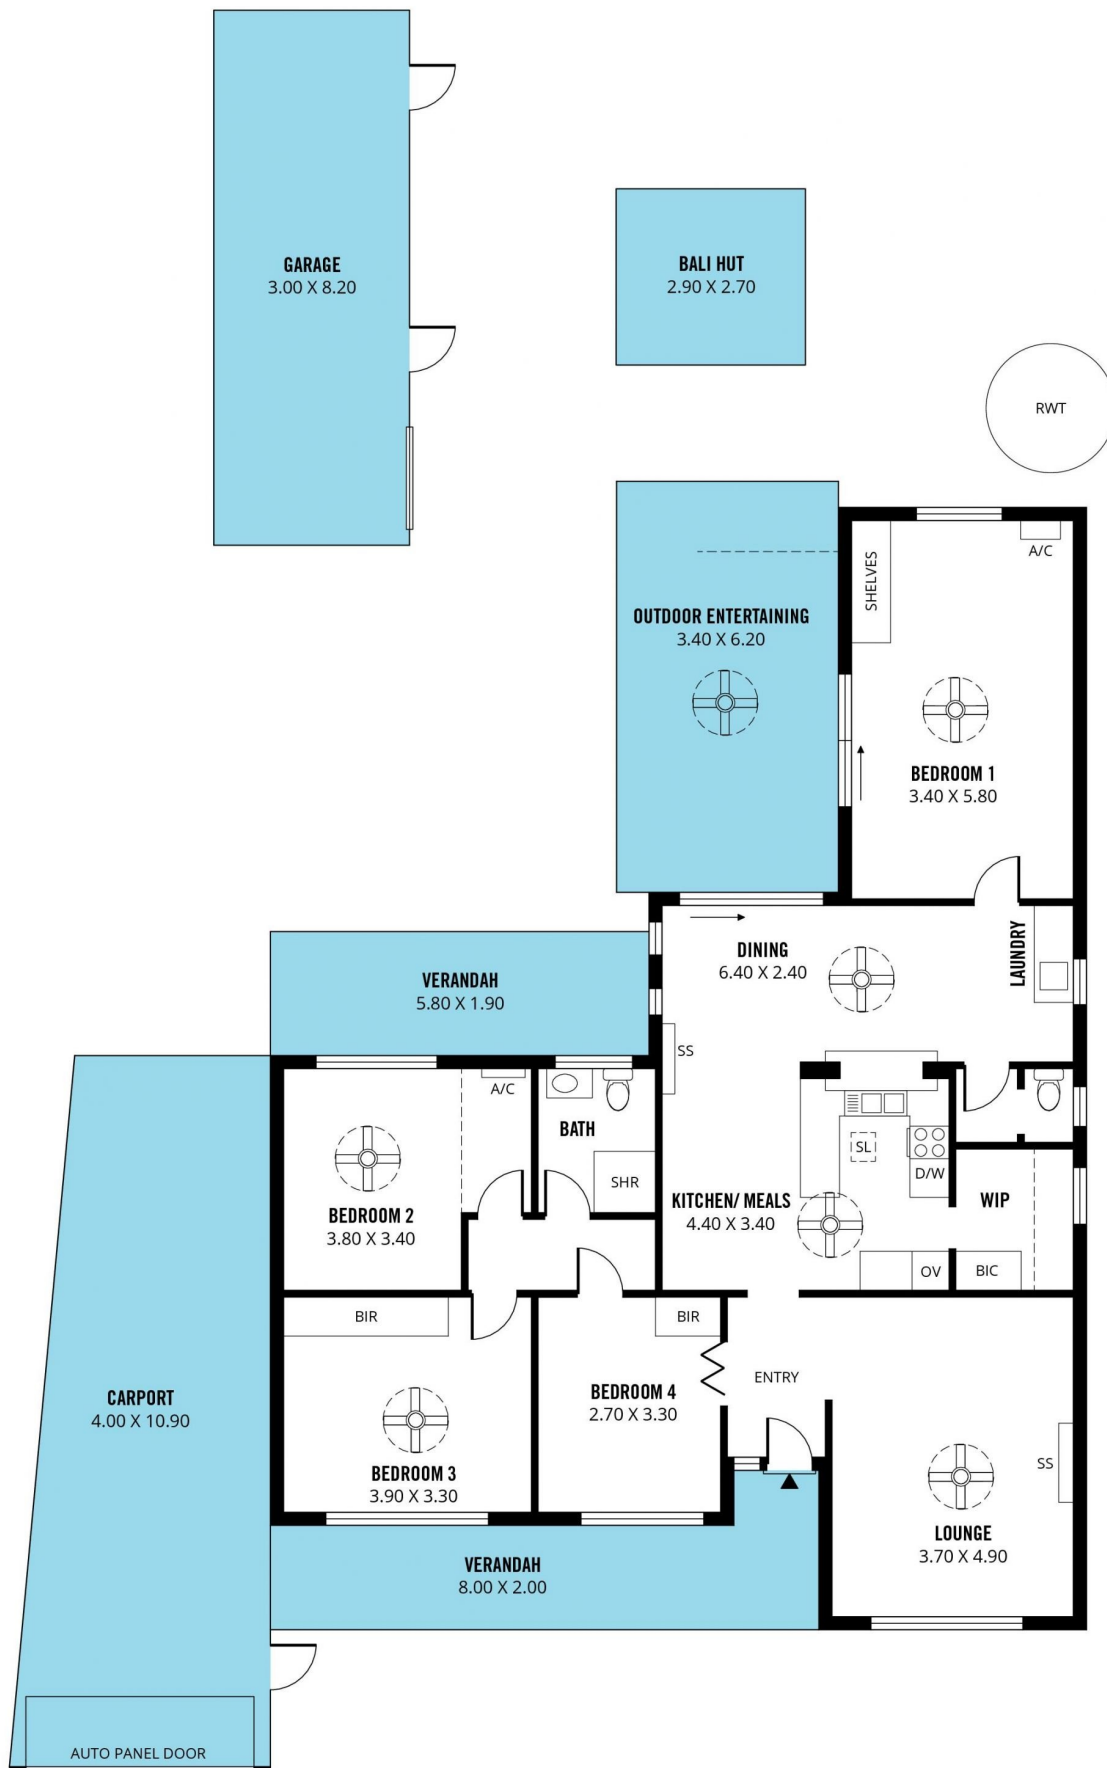 GARAGE
3.00 X 8.20
BALI HUT
2.90 X 2.70
RWT
SHELVES
A/C
OUTDOOR ENTERTAINING
3.40 X 6.20
BEDROOM 1
3.40 X 5.80
DINING
6.40 X 2.40
LAUNDRY
VERANDAH
5.80 X 1.90
SS
A/C
BATH
SHR
SL
D/W
BEDROOM 2
3.80 X 3.40
KITCHEN/ MEALS
4.40 X 3.40
WIP
OV
BIC
BIR
BIR
ENTRY
CARPORT
4.00 X 10.90
BEDROOM 4
2.70 X 3.30
BEDROOM 3
3.90 X 3.30
SS
LOUNGE
3.70 X 4.90
VERANDAH
8.00 X 2.00
AUTO PANEL DOOR